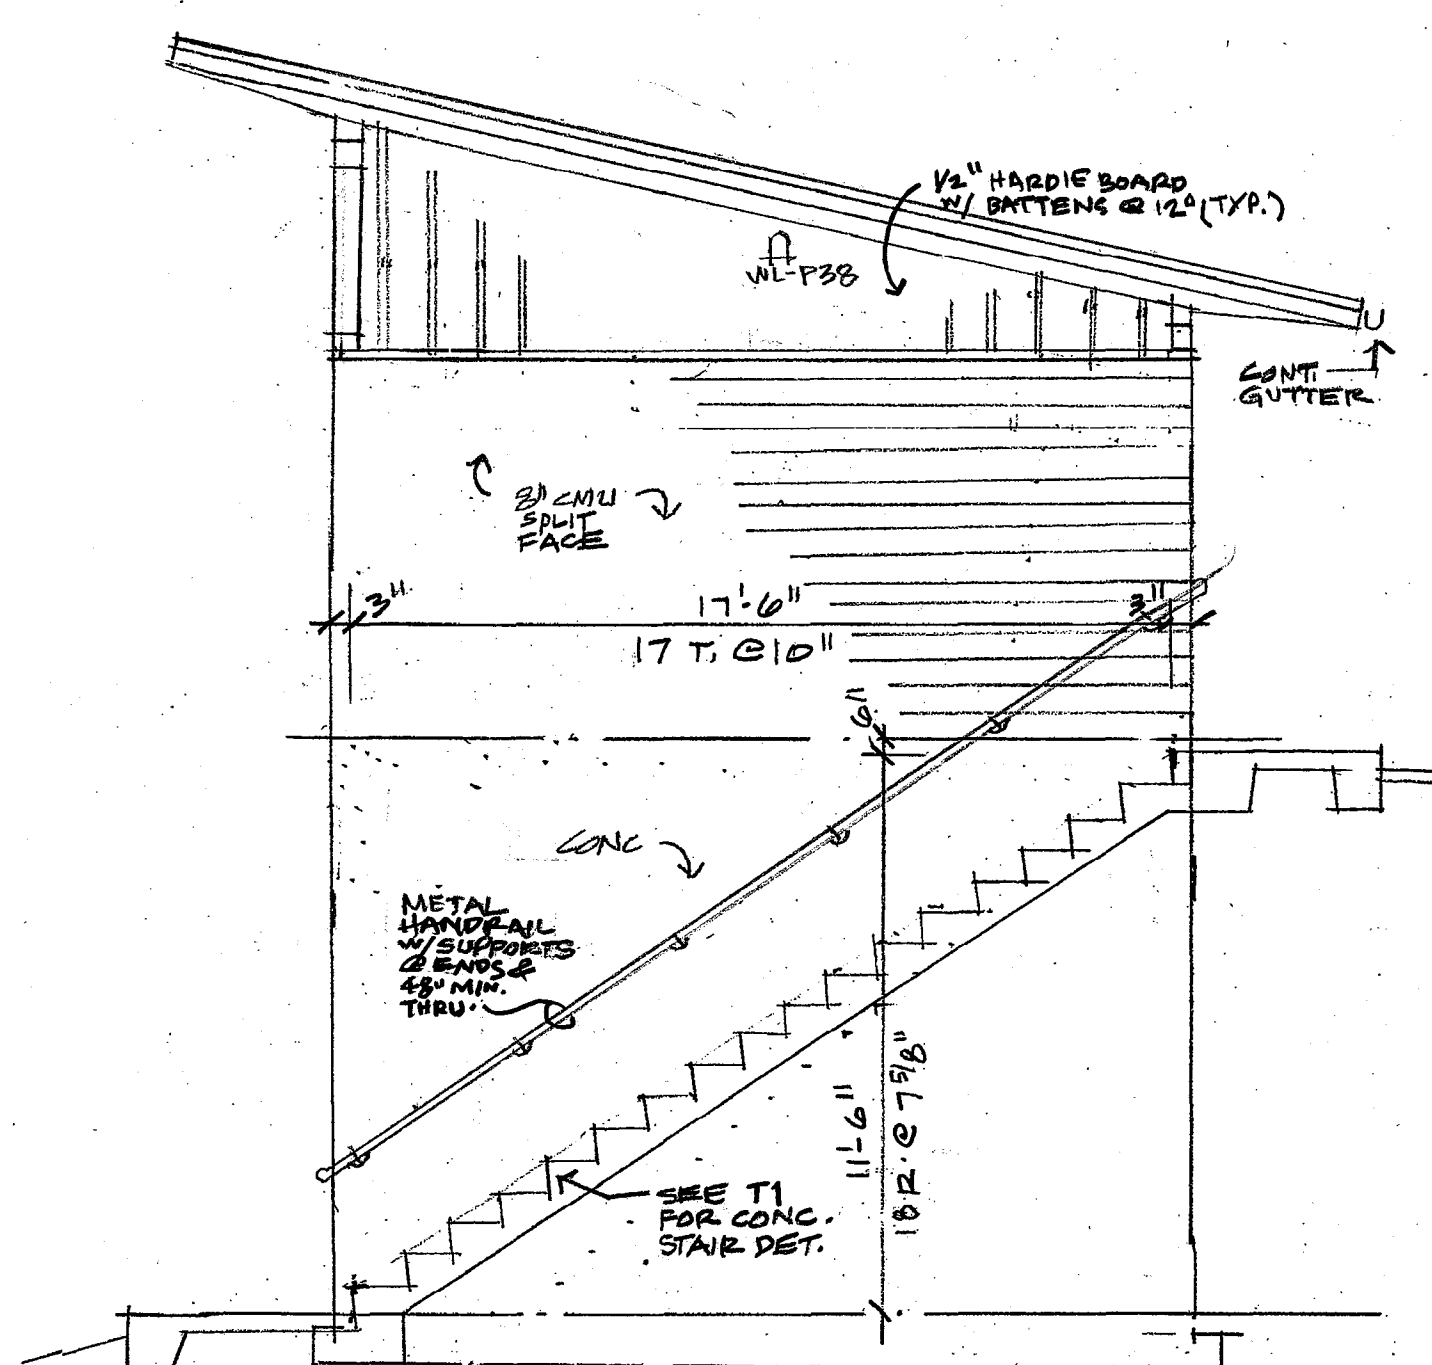 1/2" HARDIE BOARD
W/ BATTENS @ 12" (TYP.)
WL-P38
CONT.
GUTTER
8" CMU
SPLIT
FACE
3"
17'-6"
3"
17 T. @ 10"
6"
CONC
METAL
HANDRAIL
W/ SUPPORTS
@ ENDS &
48" MIN.
THRU.
11'-6"
18 R. @ 7 5/8"
SEE T1
FOR CONC.
STAIR DET.